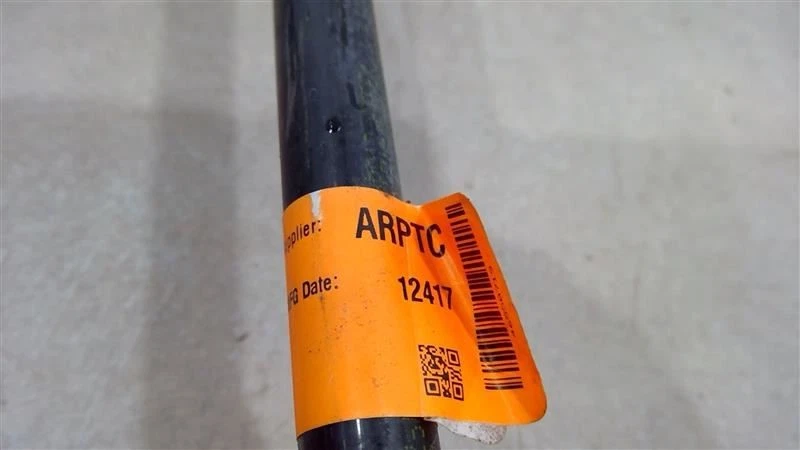 pplier: ARPTC
FG Date: 12417